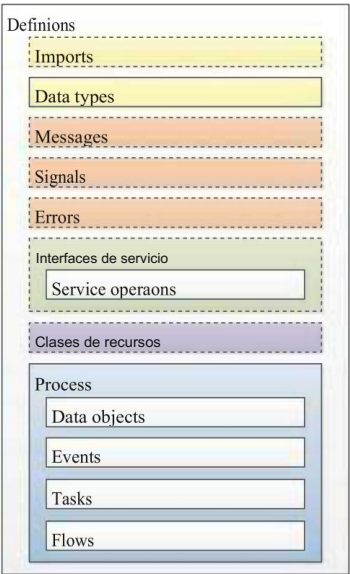 Definions
Imports
Data types
Messages
Signals
Errors
Interfaces de servicio
Service operaons
Clases de recursos
Process
Data objects
Events
Tasks
Flows